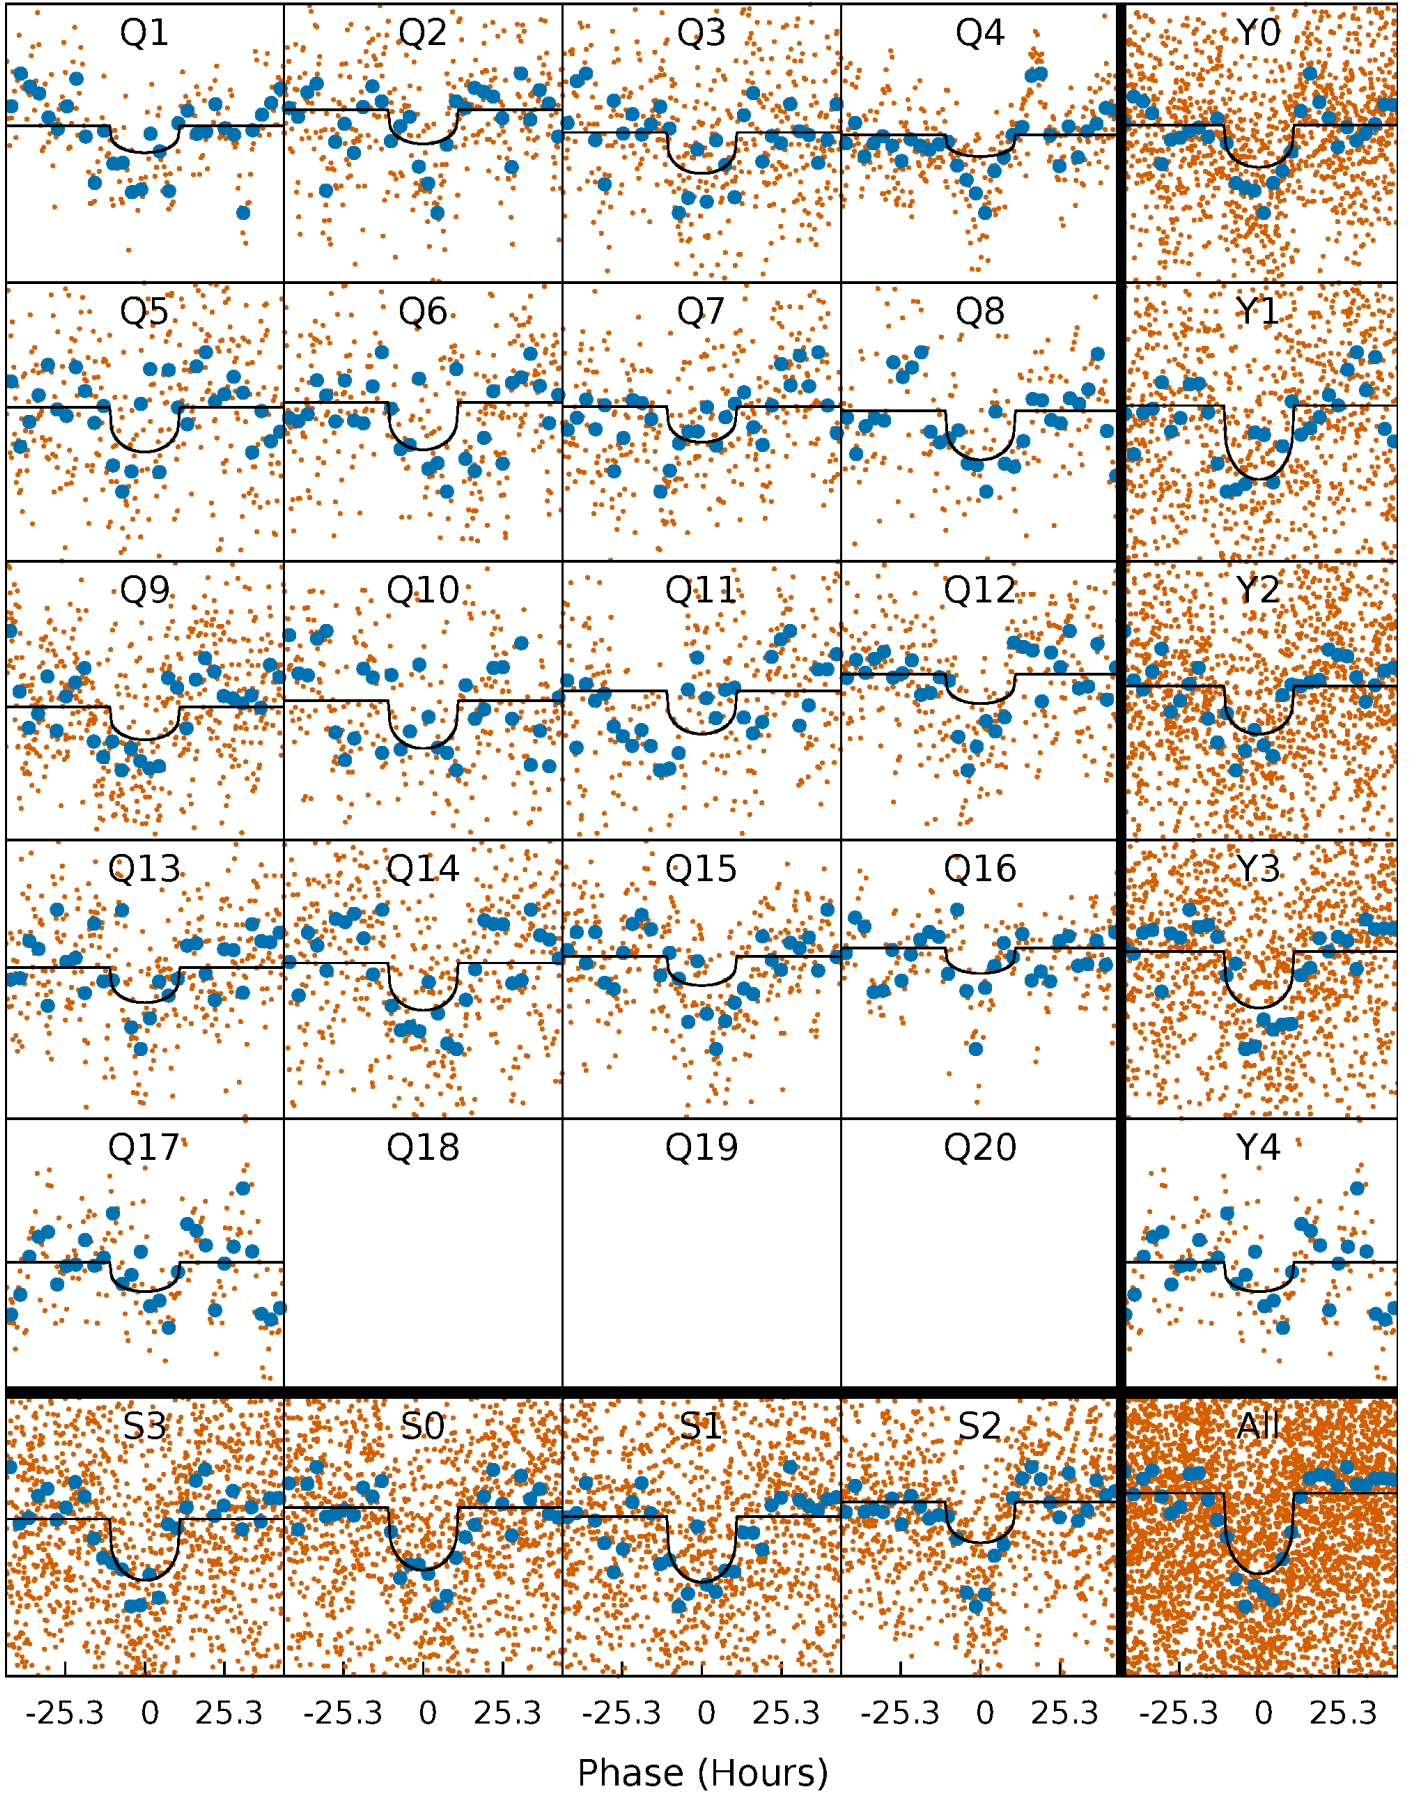 Q1 Q2 Q3 Q4 Y0
Q5 Q6 Q7 Q8 Y1
Q9 Q10 Q11 Q12 Y2
Q13 Q14 Q15 Q16 Y3
Q17 Q18 Q19 Q20 Y4
S3 S0 S1 S2 All
-25.3 0 25.3 -25.3 0 25.3 -25.3 0 25.3 -25.3 0 25.3 -25.3 0 25.3
Phase (Hours)